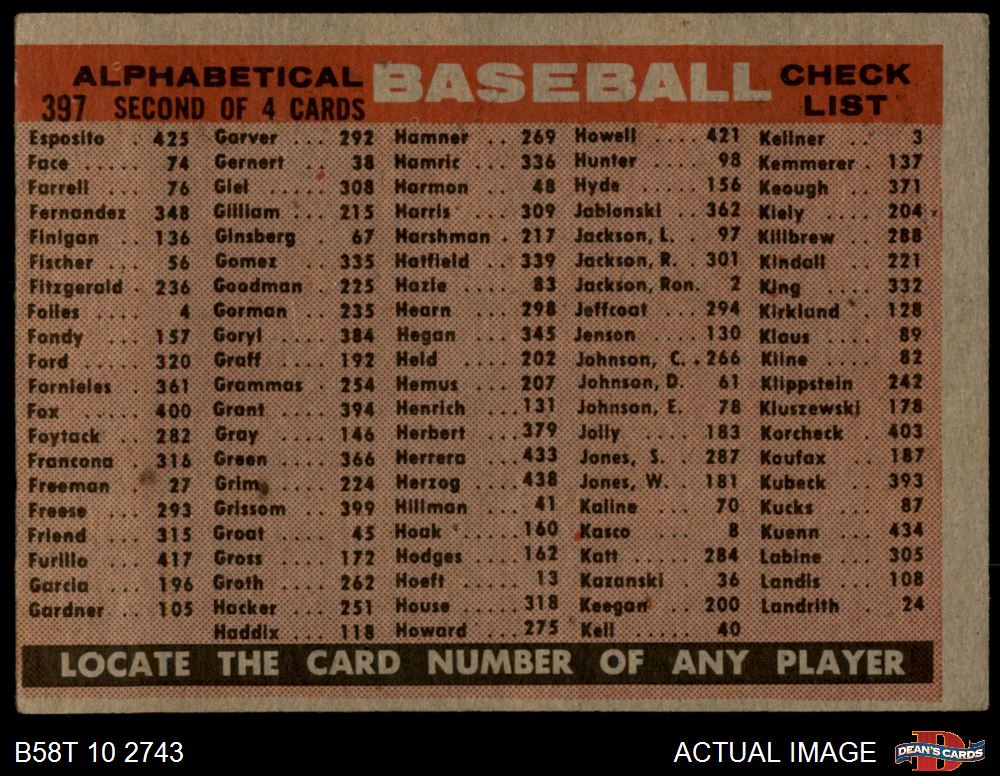 ALPHABETICAL BASEBALL CHECK LIST
397 SECOND OF 4 CARDS
Esposito . 425
Face ..... 74
Farrell .. 76
Fernandez 348
Finigan .. 136
Fischer ... 56
Fitzgerald . 236
Foiles .... 4
Fondy .... 157
Ford ..... 320
Fornieles . 361
Fox ...... 400
Foytack .. 282
Francona . 316
Freeman .. 27
Freese ... 293
Friend ... 315
Furillo ... 417
Garcia ... 196
Gardner .. 105
Garver ... 292
Gernert .. 38
Giel ..... 308
Gilliam ... 215
Ginsberg . 67
Gomez ... 335
Goodman . 225
Gorman .. 235
Goryl .... 384
Graff .... 192
Grammas . 254
Grant .... 394
Gray ..... 146
Green .... 366
Grim ..... 224
Grissom .. 399
Groat .... 45
Gross .... 172
Groth .... 262
Hacker ... 251
Haddix ... 118
Hamner .. 269
Hamric ... 336
Harmon .. 48
Harris .... 309
Harshman . 217
Hatfield .. 339
Hazle .... 83
Hearn .... 298
Hegan ... 345
Held ..... 202
Hemus ... 207
Henrich ... 131
Herbert ... 379
Herrera ... 433
Herzog ... 438
Hillman ... 41
Hoak .... 160
Hodges ... 162
Hoeft .... 13
House .... 318
Howard ... 275
Howell ... 421
Hunter .... 98
Hyde ..... 156
Jablonski .. 362
Jackson, L. . 97
Jackson, R. . 301
Jackson, Ron. 2
Jeffcoat ... 294
Jenson .... 130
Johnson, C. . 266
Johnson, D. 61
Johnson, E. 78
Jolly ..... 183
Jones, S. . 287
Jones, W. . 181
Kaline .... 70
Kasco .... 8
Katt ..... 284
Kazanski .. 36
Keegan .. 200
Kell ..... 40
Kellner .. 3
Kemmerer . 137
Keough .. 371
Kiely .... 204
Killbrew .. 288
Kindall .. 221
King .... 332
Kirkland .. 128
Klaus .... 89
Kline .... 82
Klippstein 242
Kluszewski 178
Korcheck . 403
Koufax ... 187
Kubeck .. 393
Kucks ... 87
Kuenn ... 434
Labine ... 305
Landis ... 108
Landrith .. 24
LOCATE THE CARD NUMBER OF ANY PLAYER
B58T 10 2743
ACTUAL IMAGE
DEAN'S CARDS